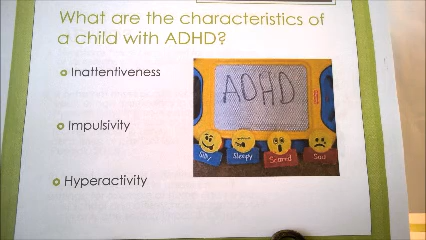 What are the characteristics of
a child with ADHD?
Inattentiveness
Impulsivity
Hyperactivity
ADHD
Silly
Sleepy
Scared
Sad